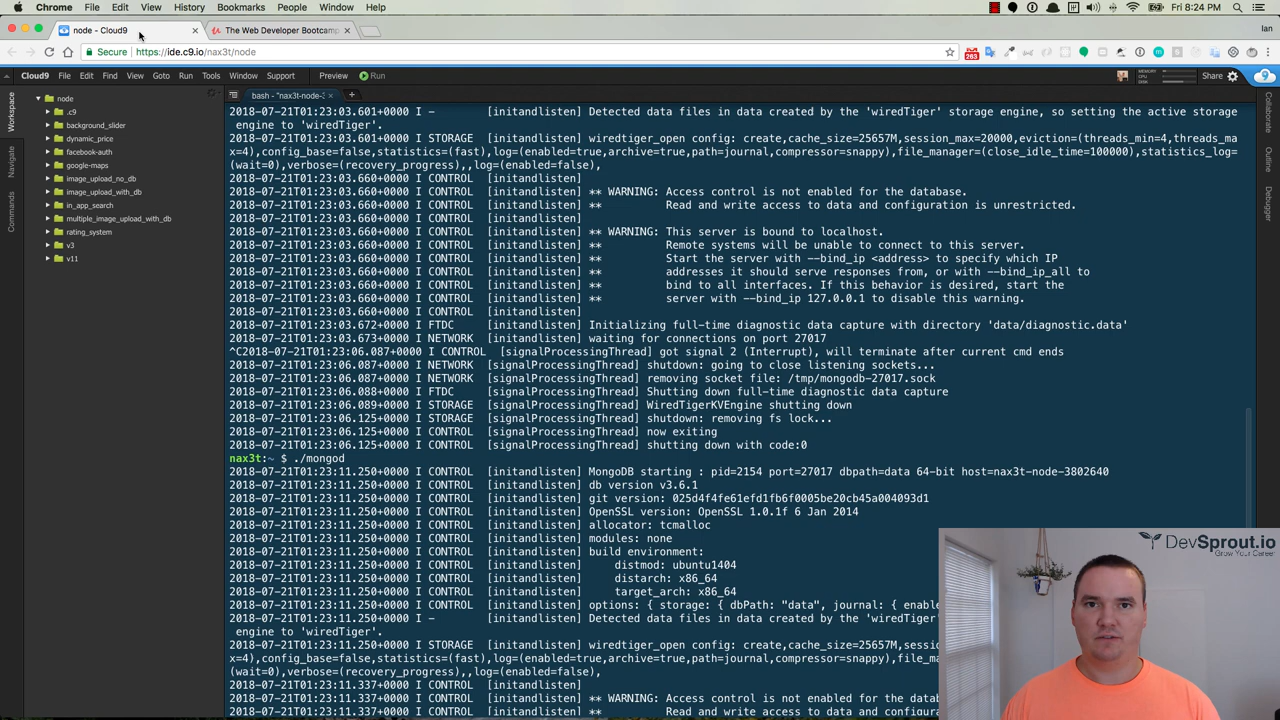 Chrome File Edit View History Bookmarks People Window Help Fri 8:24 PM
node - Cloud9 The Web Developer Bootcamp Ian
Secure https://ide.c9.io/nax3t/node 263
Cloud9 File Edit Find View Goto Run Tools Window Support Preview Run MEMORY CPU DISK Share
Workspace
Navigate
Commands
node
.c9
background_slider
dynamic_price
facebook-auth
google-maps
image_upload_no_db
image_upload_with_db
in_app_search
multiple_image_upload_with_db
rating_system
v3
v11
bash - "nax3t-node-3
2018-07-21T01:23:03.601+0000 I - [initandlisten] Detected data files in data created by the 'wiredTiger' storage engine, so setting the active storage
engine to 'wiredTiger'.
2018-07-21T01:23:03.601+0000 I STORAGE [initandlisten] wiredtiger_open config: create,cache_size=25657M,session_max=20000,eviction=(threads_min=4,threads_ma
x=4),config_base=false,statistics=(fast),log=(enabled=true,archive=true,path=journal,compressor=snappy),file_manager=(close_idle_time=100000),statistics_log=
(wait=0),verbose=(recovery_progress),,log=(enabled=false),
2018-07-21T01:23:03.660+0000 I CONTROL [initandlisten]
2018-07-21T01:23:03.660+0000 I CONTROL [initandlisten] ** WARNING: Access control is not enabled for the database.
2018-07-21T01:23:03.660+0000 I CONTROL [initandlisten] ** Read and write access to data and configuration is unrestricted.
2018-07-21T01:23:03.660+0000 I CONTROL [initandlisten]
2018-07-21T01:23:03.660+0000 I CONTROL [initandlisten] ** WARNING: This server is bound to localhost.
2018-07-21T01:23:03.660+0000 I CONTROL [initandlisten] ** Remote systems will be unable to connect to this server.
2018-07-21T01:23:03.660+0000 I CONTROL [initandlisten] ** Start the server with --bind_ip <address> to specify which IP
2018-07-21T01:23:03.660+0000 I CONTROL [initandlisten] ** addresses it should serve responses from, or with --bind_ip_all to
2018-07-21T01:23:03.660+0000 I CONTROL [initandlisten] ** bind to all interfaces. If this behavior is desired, start the
2018-07-21T01:23:03.660+0000 I CONTROL [initandlisten] ** server with --bind_ip 127.0.0.1 to disable this warning.
2018-07-21T01:23:03.660+0000 I CONTROL [initandlisten]
2018-07-21T01:23:03.672+0000 I FTDC [initandlisten] Initializing full-time diagnostic data capture with directory 'data/diagnostic.data'
2018-07-21T01:23:03.673+0000 I NETWORK [initandlisten] waiting for connections on port 27017
^C2018-07-21T01:23:06.087+0000 I CONTROL [signalProcessingThread] got signal 2 (Interrupt), will terminate after current cmd ends
2018-07-21T01:23:06.087+0000 I NETWORK [signalProcessingThread] shutdown: going to close listening sockets...
2018-07-21T01:23:06.087+0000 I NETWORK [signalProcessingThread] removing socket file: /tmp/mongodb-27017.sock
2018-07-21T01:23:06.088+0000 I FTDC [signalProcessingThread] Shutting down full-time diagnostic data capture
2018-07-21T01:23:06.089+0000 I STORAGE [signalProcessingThread] WiredTigerKVEngine shutting down
2018-07-21T01:23:06.125+0000 I STORAGE [signalProcessingThread] shutdown: removing fs lock...
2018-07-21T01:23:06.125+0000 I CONTROL [signalProcessingThread] now exiting
2018-07-21T01:23:06.125+0000 I CONTROL [signalProcessingThread] shutting down with code:0
nax3t:~ $ ./mongod
2018-07-21T01:23:11.250+0000 I CONTROL [initandlisten] MongoDB starting : pid=2154 port=27017 dbpath=data 64-bit host=nax3t-node-3802640
2018-07-21T01:23:11.250+0000 I CONTROL [initandlisten] db version v3.6.1
2018-07-21T01:23:11.250+0000 I CONTROL [initandlisten] git version: 025d4f4fe61efd1fb6f0005be20cb45a004093d1
2018-07-21T01:23:11.250+0000 I CONTROL [initandlisten] OpenSSL version: OpenSSL 1.0.1f 6 Jan 2014
2018-07-21T01:23:11.250+0000 I CONTROL [initandlisten] allocator: tcmalloc
2018-07-21T01:23:11.250+0000 I CONTROL [initandlisten] modules: none
2018-07-21T01:23:11.250+0000 I CONTROL [initandlisten] build environment:
2018-07-21T01:23:11.250+0000 I CONTROL [initandlisten] distmod: ubuntu1404
2018-07-21T01:23:11.250+0000 I CONTROL [initandlisten] distarch: x86_64
2018-07-21T01:23:11.250+0000 I CONTROL [initandlisten] target_arch: x86_64
2018-07-21T01:23:11.250+0000 I CONTROL [initandlisten] options: { storage: { dbPath: "data", journal: { enable
2018-07-21T01:23:11.250+0000 I - [initandlisten] Detected data files in data created by the 'wiredTiger'
engine to 'wiredTiger'.
2018-07-21T01:23:11.250+0000 I STORAGE [initandlisten] wiredtiger_open config: create,cache_size=25657M,sessi
x=4),config_base=false,statistics=(fast),log=(enabled=true,archive=true,path=journal,compressor=snappy),file_ma
(wait=0),verbose=(recovery_progress),,log=(enabled=false),
2018-07-21T01:23:11.337+0000 I CONTROL [initandlisten]
2018-07-21T01:23:11.337+0000 I CONTROL [initandlisten] ** WARNING: Access control is not enabled for the datab
2018-07-21T01:23:11.337+0000 I CONTROL [initandlisten] ** Read and write access to data and configura
Collaborate
Outline
Debugger
DevSprout.io
Grow Your Career